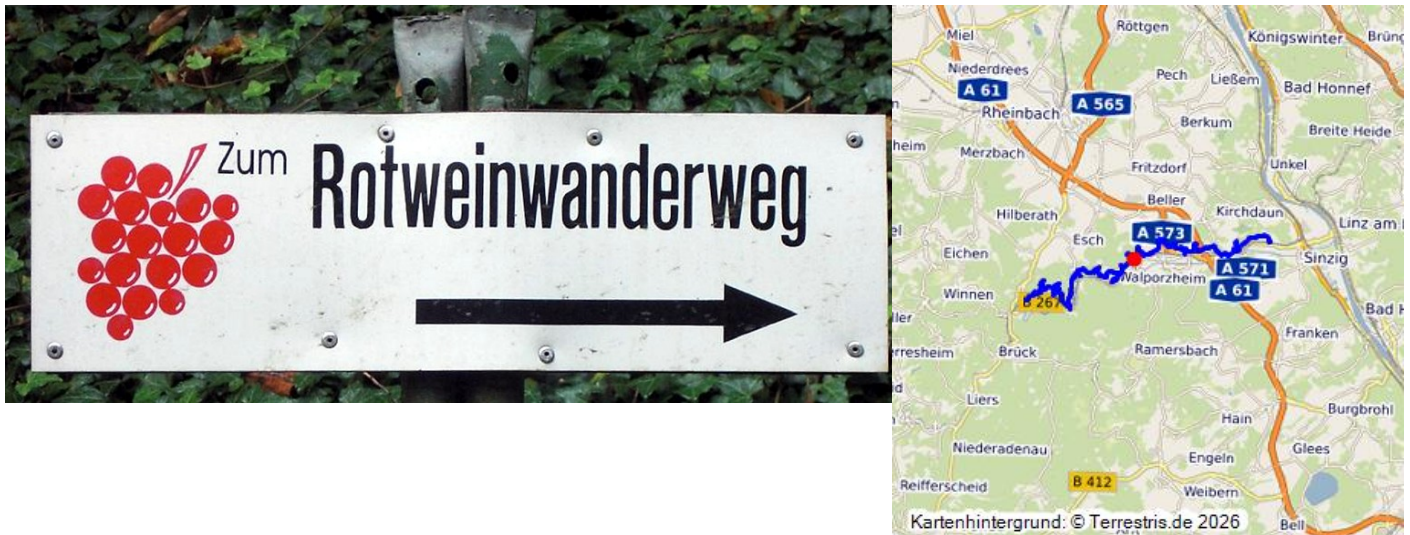 Zum
Rotweinwanderweg
Miel
Röttgen
Königswinter
Niederdrees
Pech
Ließem
A 61
Bad Honnef
A 565
Rheinbach
Berkum
Breite Heide
heim
Merzbach
Fritzdorf
Unkel
Beller
Hilberath
Kirchdaun
Linz am
A 573
Esch
Eichen
Sinzig
A 571
Walporzheim
A 61
Winnen
B 267
Bad H
ller
Franken
rresheim
Brück
Ramersbach
Liers
Burgbrohl
Hain
Niederadenau
Glees
Engeln
B 412
Reifferscheid
Weibern
Kartenhintergrund: © Terrestris.de 2026
Bell